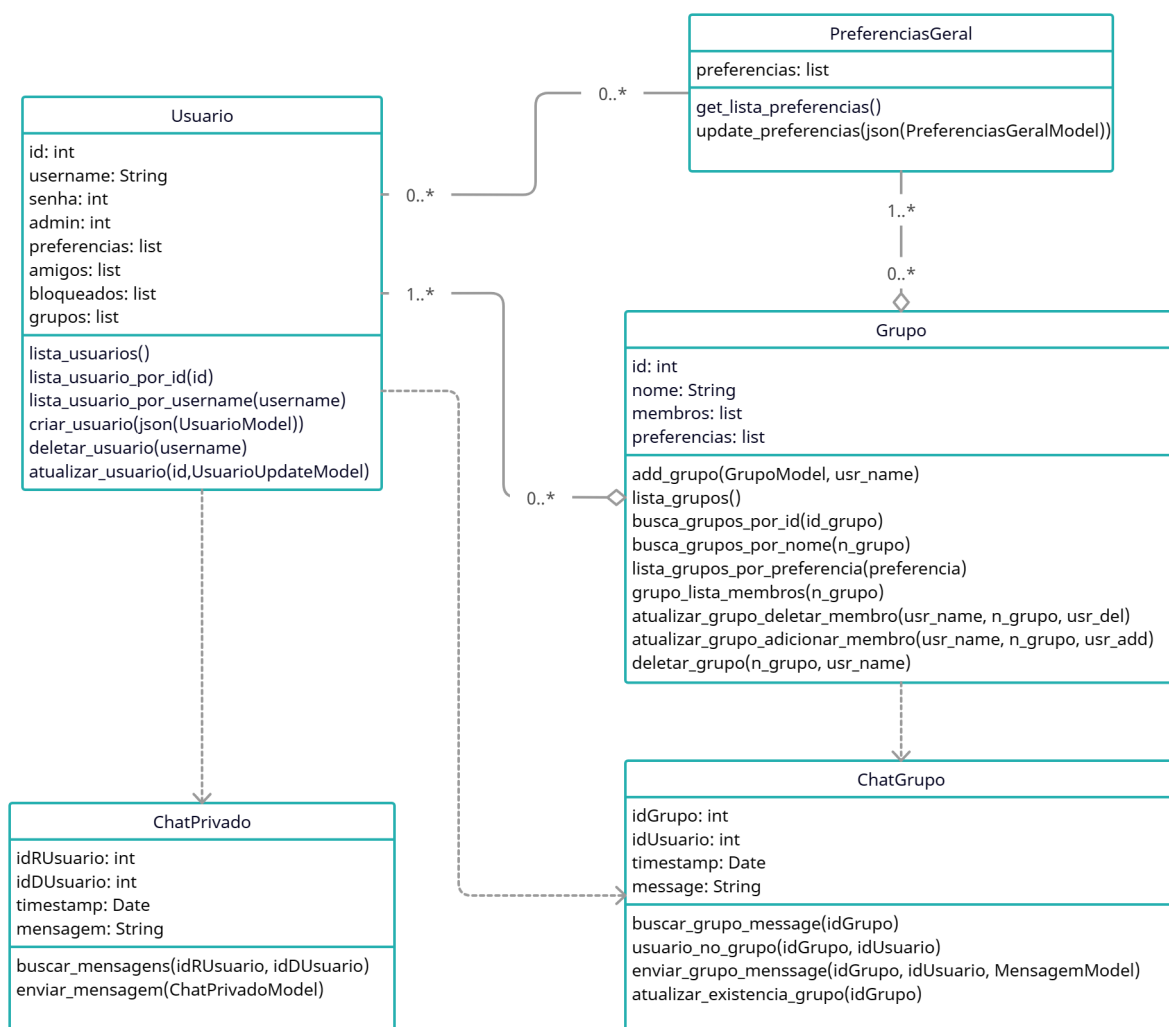 PreferenciasGeral
preferencias: list
get_lista_preferencias()
update_preferencias(json(PreferenciasGeralModel))
0..*
0..*
1..*
0..*
Usuario
id: int
username: String
senha: int
admin: int
preferencias: list
amigos: list
bloqueados: list
grupos: list
lista_usuarios()
lista_usuario_por_id(id)
lista_usuario_por_username(username)
criar_usuario(json(UsuarioModel))
deletar_usuario(username)
atualizar_usuario(id,UsuarioUpdateModel)
1..*
0..*
Grupo
id: int
nome: String
membros: list
preferencias: list
add_grupo(GrupoModel, usr_name)
lista_grupos()
busca_grupos_por_id(id_grupo)
busca_grupos_por_nome(n_grupo)
lista_grupos_por_preferencia(preferencia)
grupo_lista_membros(n_grupo)
atualizar_grupo_deletar_membro(usr_name, n_grupo, usr_del)
atualizar_grupo_adicionar_membro(usr_name, n_grupo, usr_add)
deletar_grupo(n_grupo, usr_name)
ChatPrivado
idRUsuario: int
idDUsuario: int
timestamp: Date
mensagem: String
buscar_mensagens(idRUsuario, idDUsuario)
enviar_mensagem(ChatPrivadoModel)
ChatGrupo
idGrupo: int
idUsuario: int
timestamp: Date
message: String
buscar_grupo_message(idGrupo)
usuario_no_grupo(idGrupo, idUsuario)
enviar_grupo_menssage(idGrupo, idUsuario, MensagemModel)
atualizar_existencia_grupo(idGrupo)